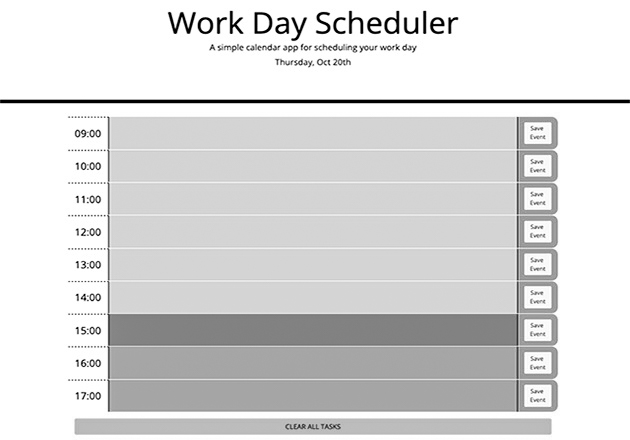 Work Day Scheduler
A simple calendar app for scheduling your work day
Thursday, Oct 20th
09:00
Save
Event
10:00
Save
Event
11:00
Save
Event
12:00
Save
Event
13:00
Save
Event
14:00
Save
Event
15:00
Save
Event
16:00
Save
Event
17:00
Save
Event
CLEAR ALL TASKS